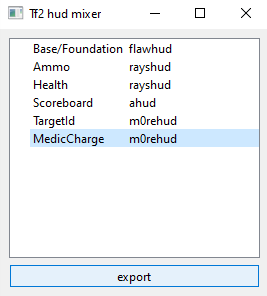 Tf2 hud mixer
Base/Foundation flawhud
Ammo rayshud
Health rayshud
Scoreboard ahud
TargetId m0rehud
MedicCharge m0rehud
export